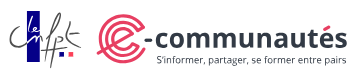 le cnfpt
e-communautés
S'informer, partager, se former entre pairs